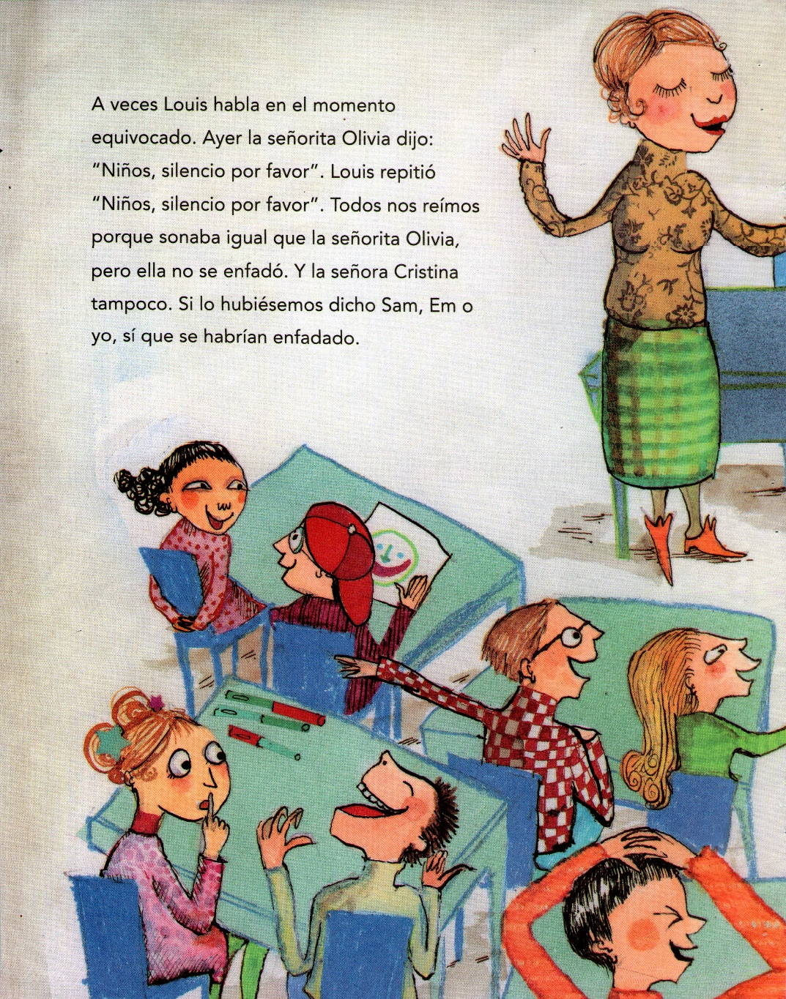 A veces Louis habla en el momento
equivocado. Ayer la señorita Olivia dijo:
“Niños, silencio por favor”. Louis repitió
“Niños, silencio por favor”. Todos nos reímos
porque sonaba igual que la señorita Olivia,
pero ella no se enfadó. Y la señora Cristina
tampoco. Si lo hubiésemos dicho Sam, Em o
yo, sí que se habrían enfadado.